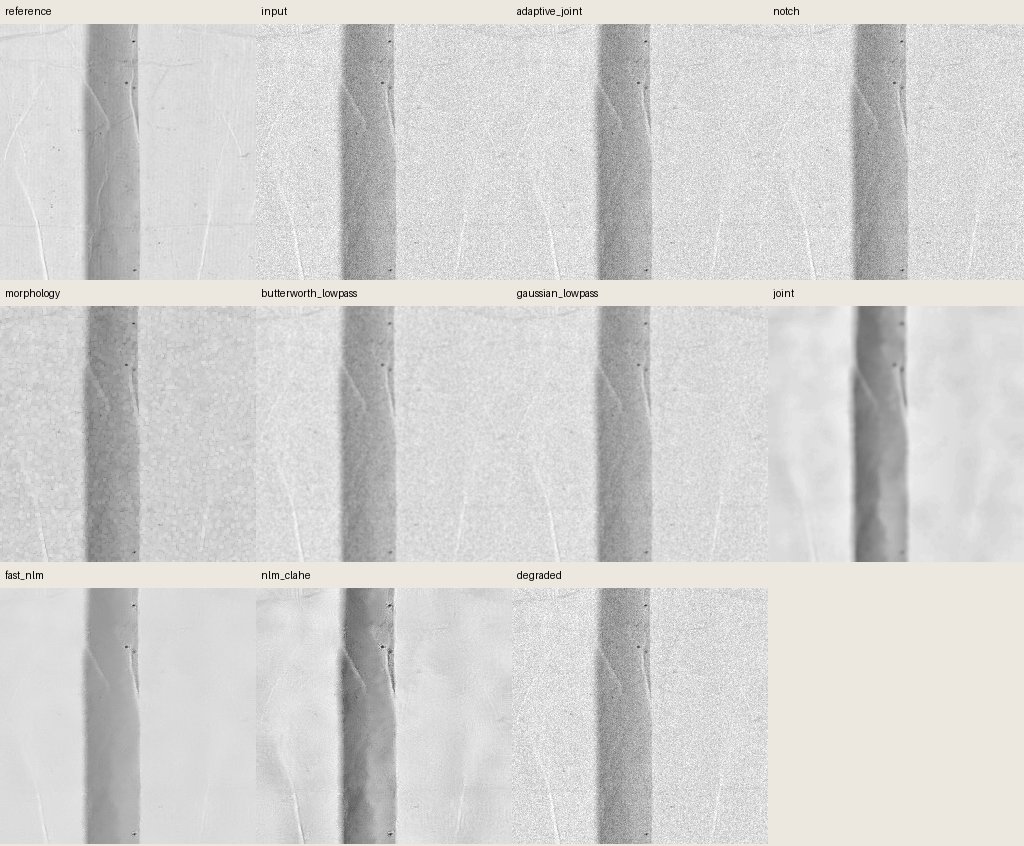 reference
input
adaptive_joint
notch
morphology
butterworth_lowpass
gaussian_lowpass
joint
fast_nlm
nlm_clahe
degraded